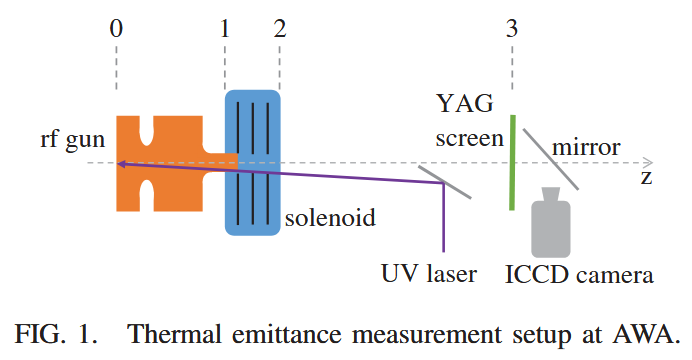 0 1 2 3
YAG
screen
rf gun
mirror
z
solenoid
UV laser
ICCD camera
FIG. 1. Thermal emittance measurement setup at AWA.